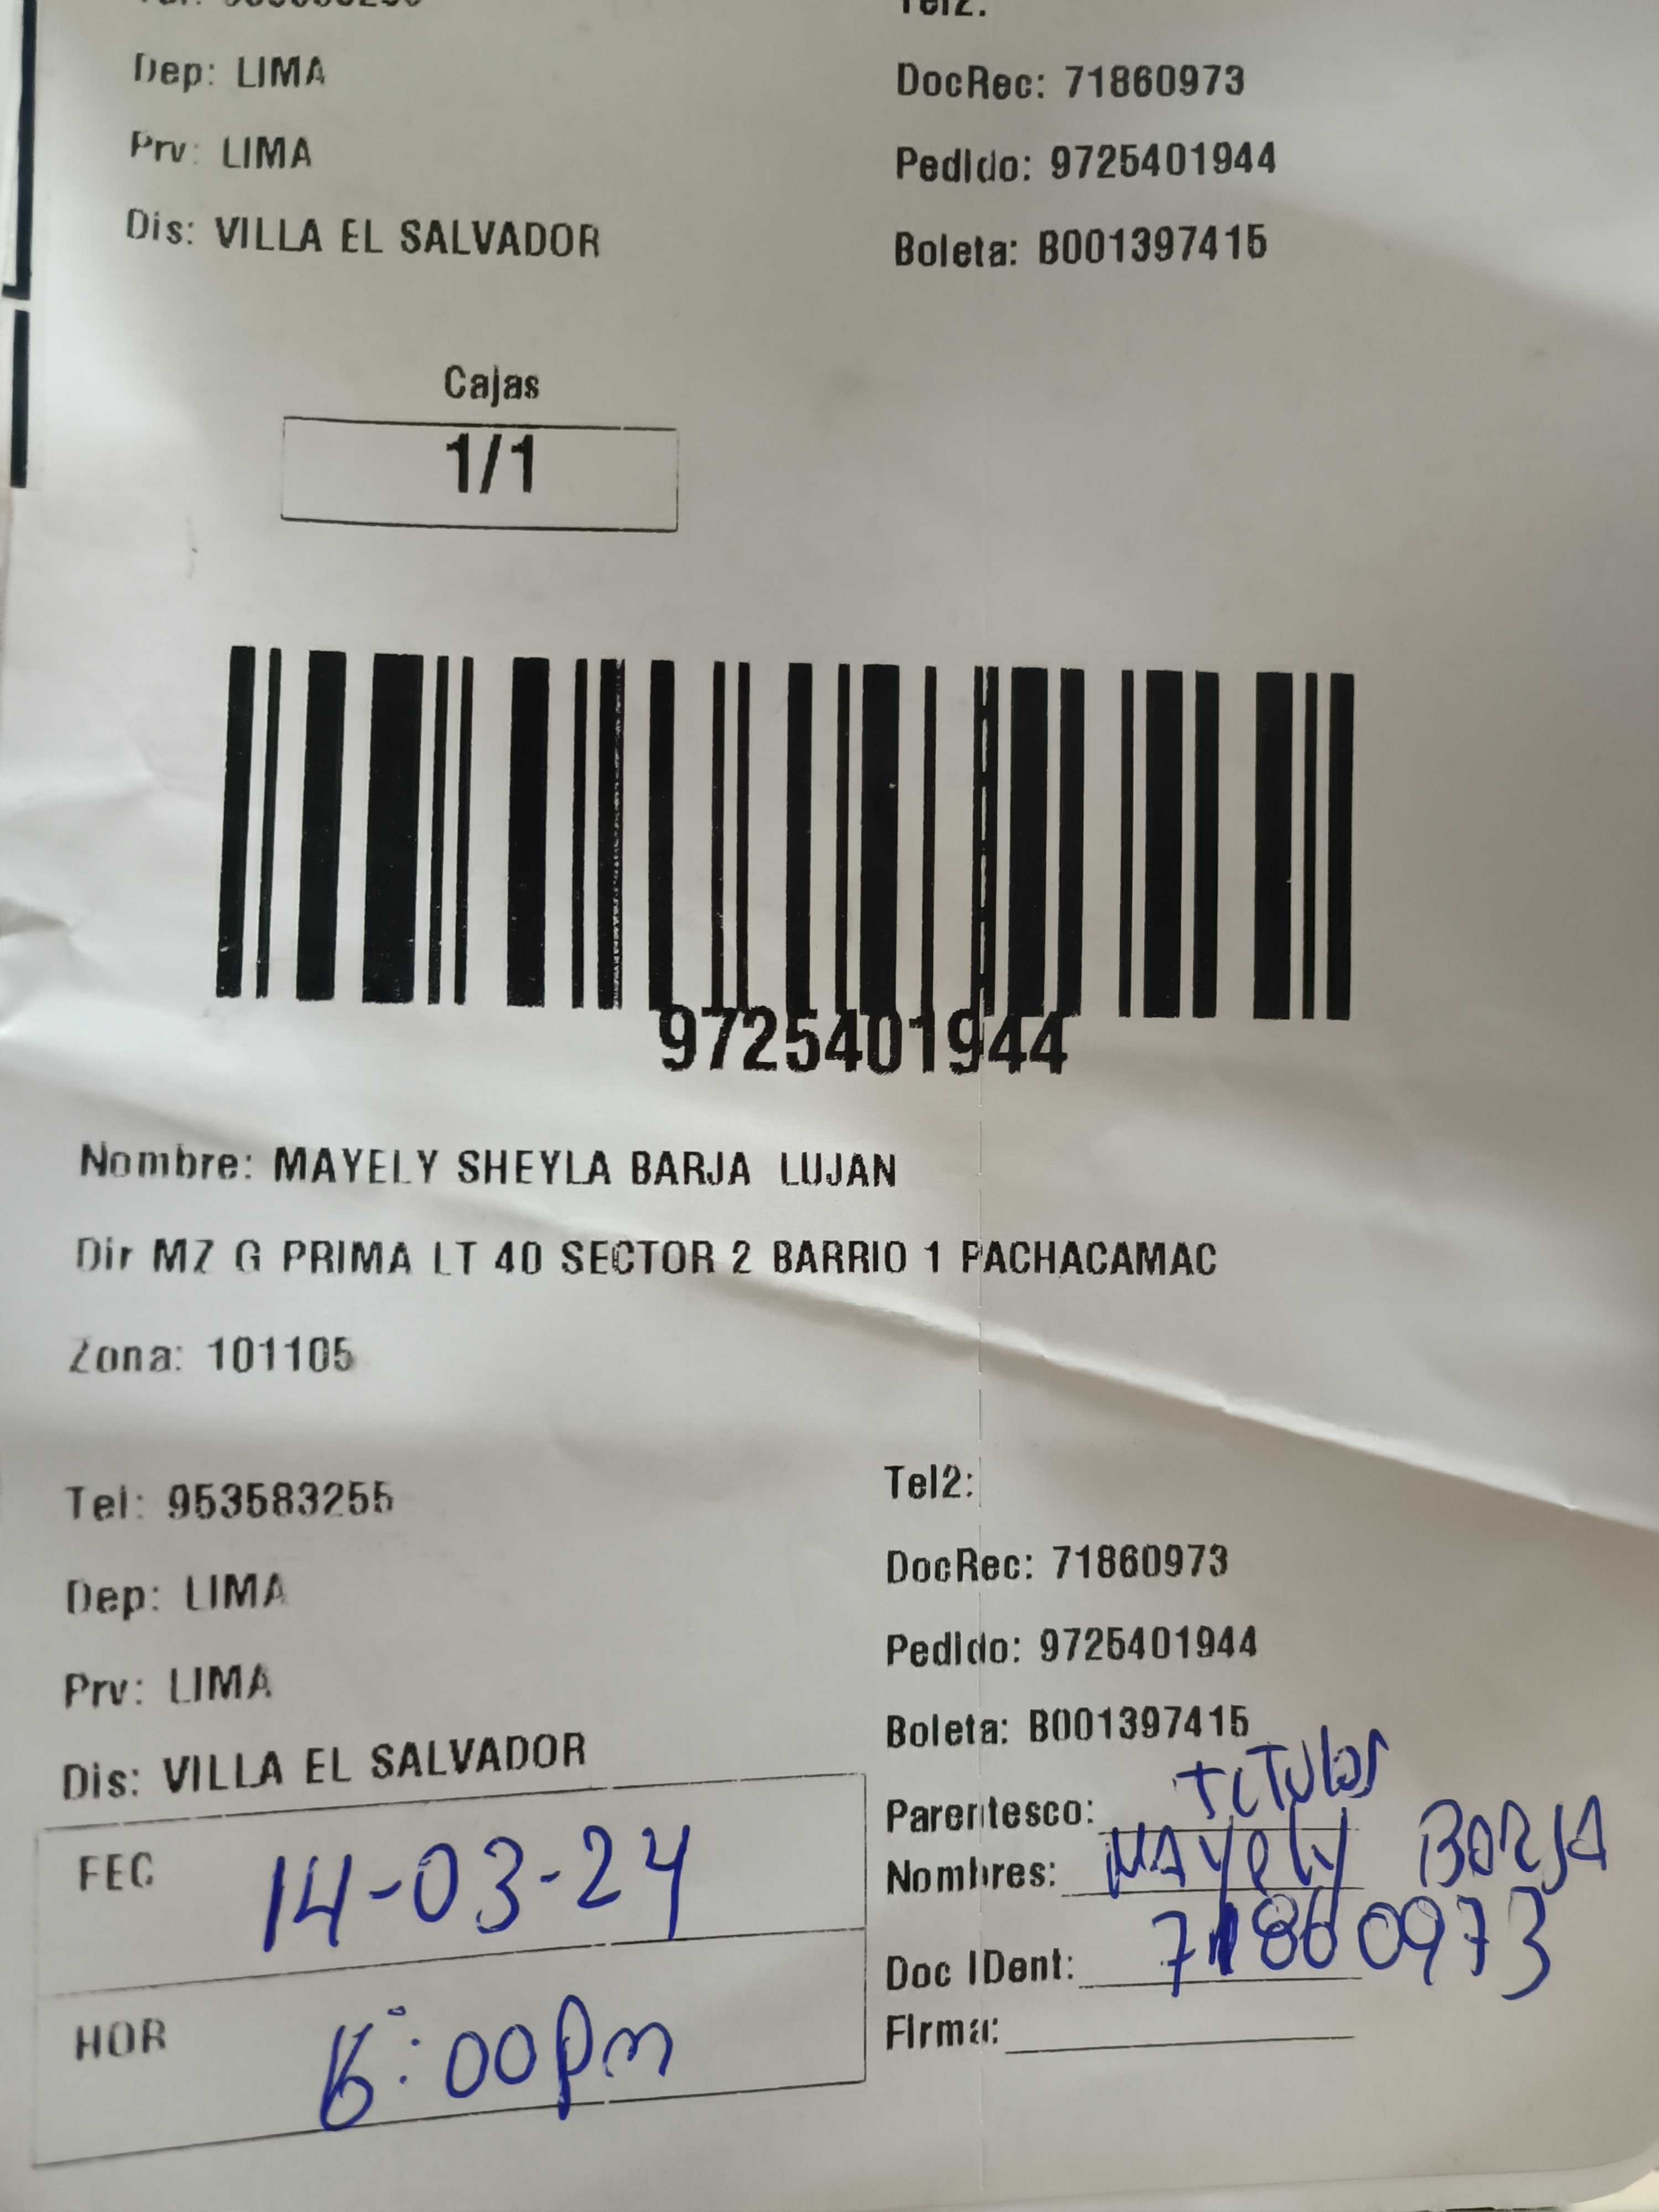 Tel2:
Dep: LIMA
DocRec: 71860973
Prv: LIMA
Pedido: 9725401944
Dis: VILLA EL SALVADOR
Boleta: B001397415
Cajas
1/1
9725401944
Nombre: MAYELY SHEYLA BARJA LUJAN
Dir MZ G PRIMA LT 40 SECTOR 2 BARRIO 1 PACHACAMAC
Zona: 101105
Tel: 953583255
Tel2:
Dep: LIMA
DocRec: 71860973
Prv: LIMA
Pedido: 9725401944
Dis: VILLA EL SALVADOR
Boleta: B001397415
Parentesco:
FEC 14-03-24
Nombres: MAYELY BORJA
Doc IDent: 71860973
HOR :00pm
Firma: